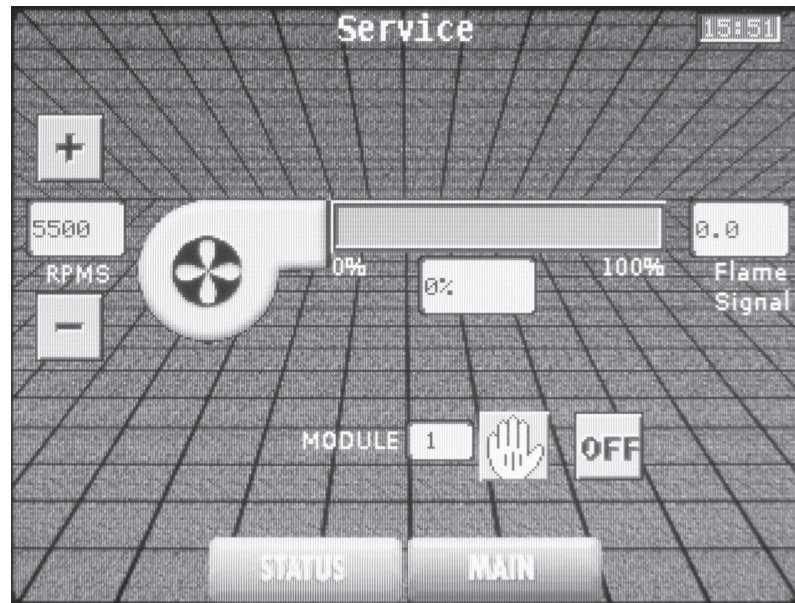 Service
15:51
+
5500
RPMS
−
0%
100%
0%
0.0
Flame
Signal
MODULE
1
OFF
STATUS
MAIN